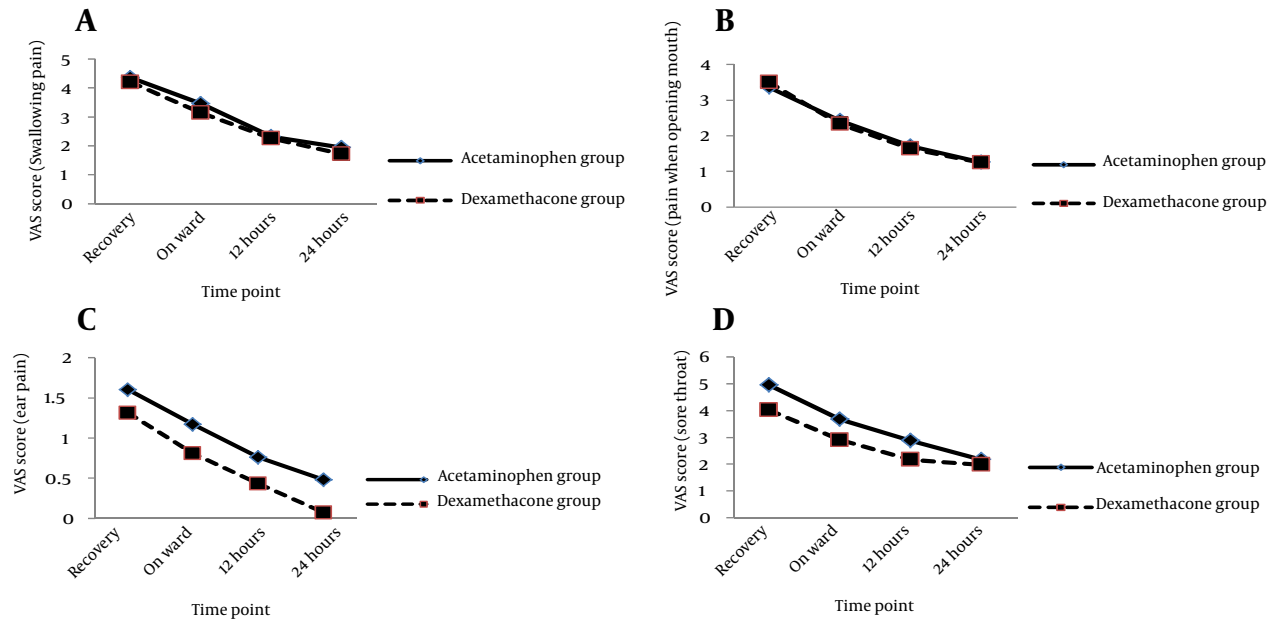 A
VAS score (Swallowing pain)
5
4
3
2
1
0
Recovery
On ward
12 hours
24 hours
Time point
Acetaminophen group
Dexamethacone group
B
VAS score (pain when opening mouth)
4
3
2
1
0
Recovery
On ward
12 hours
24 hours
Time point
Acetaminophen group
Dexamethacone group
C
VAS score (ear pain)
2
1.5
1
0.5
0
Recovery
On ward
12 hours
24 hours
Time point
Acetaminophen group
Dexamethacone group
D
VAS score (sore throat)
6
5
4
3
2
1
0
Recovery
On ward
12 hours
24 hours
Time point
Acetaminophen group
Dexamethacone group